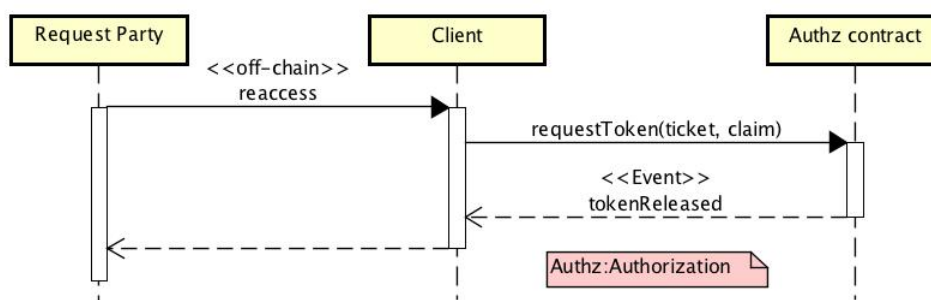 Request Party
Client
Authz contract
<<off-chain>>
reaccess
requestToken(ticket, claim)
<<Event>>
tokenReleased
Authz:Authorization